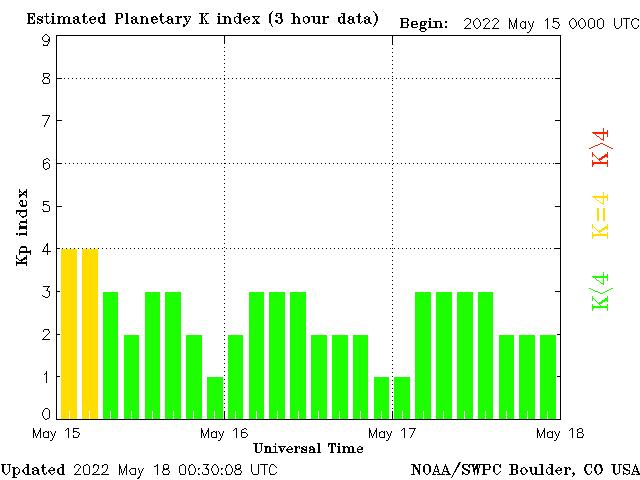 Estimated Planetary K index (3 hour data)
Begin: 2022 May 15 0000 UTC
9
8
7
6
5
4
3
2
1
0
Kp index
K>4
K=4
K<4
May 15
May 16
May 17
May 18
Universal Time
Updated 2022 May 18 00:30:08 UTC
NOAA/SWPC Boulder, CO USA